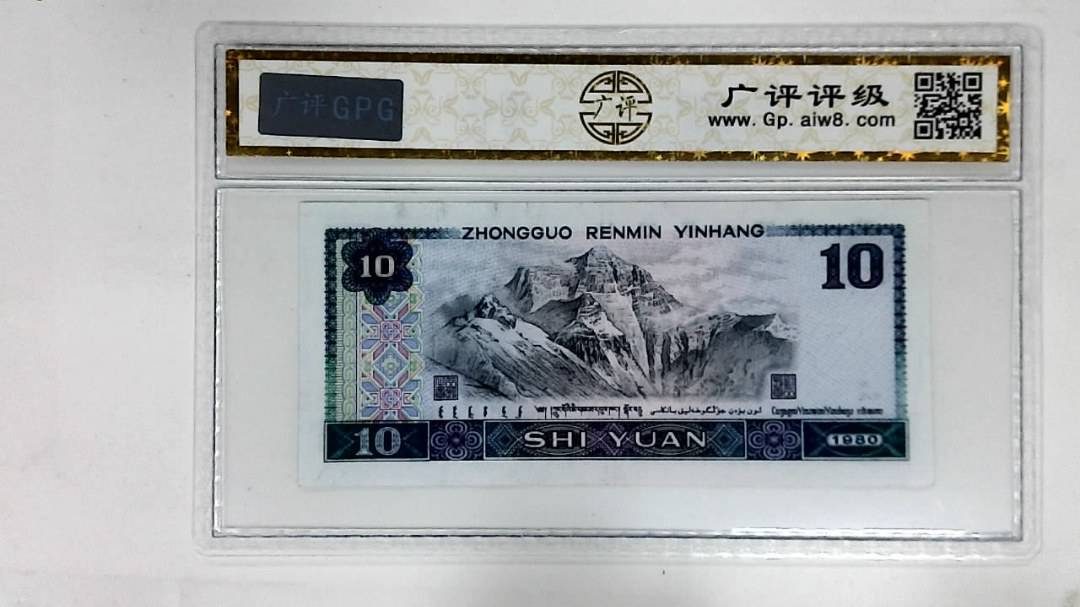 广评GPG
广评
广评评级
www.Gp.aiw8.com
ZHONGGUO RENMIN YINHANG
10
10
10
SHI YUAN
1980